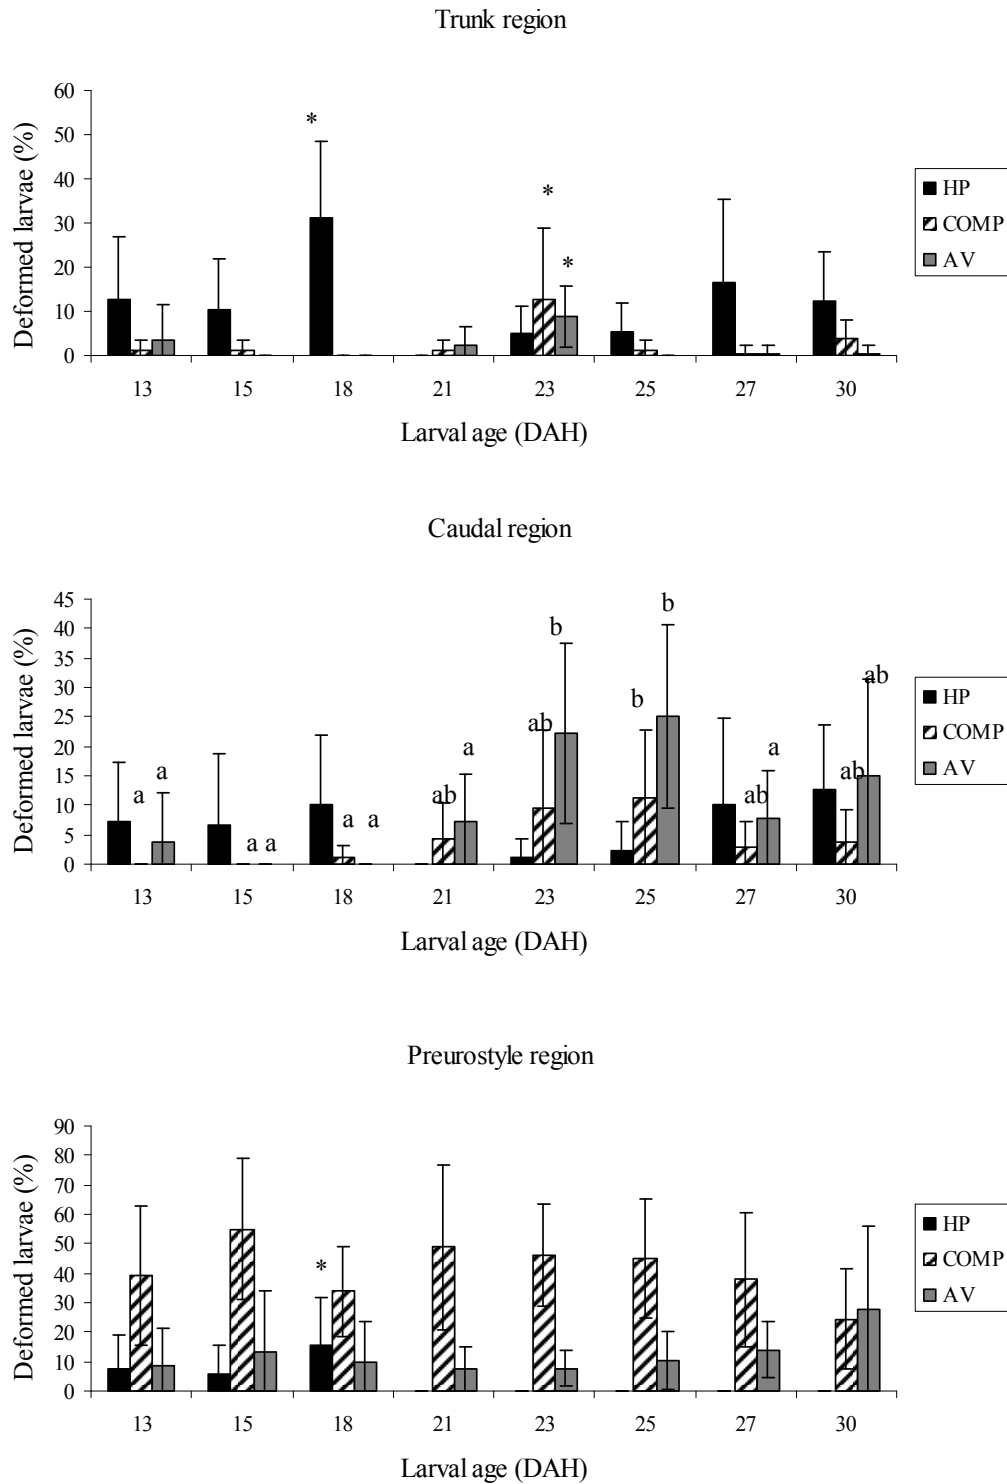 Trunk region
60
50
40
30
20
10
0
Deformed larvae (%)
*
*
*
13 15 18 21 23 25 27 30
Larval age (DAH)
HP
COMP
AV
Caudal region
45
40
35
30
25
20
15
10
5
0
Deformed larvae (%)
a a
a a
a a
ab a
ab b
b b
ab a
ab ab
13 15 18 21 23 25 27 30
Larval age (DAH)
HP
COMP
AV
Preurostyle region
90
80
70
60
50
40
30
20
10
0
Deformed larvae (%)
*
13 15 18 21 23 25 27 30
Larval age (DAH)
HP
COMP
AV